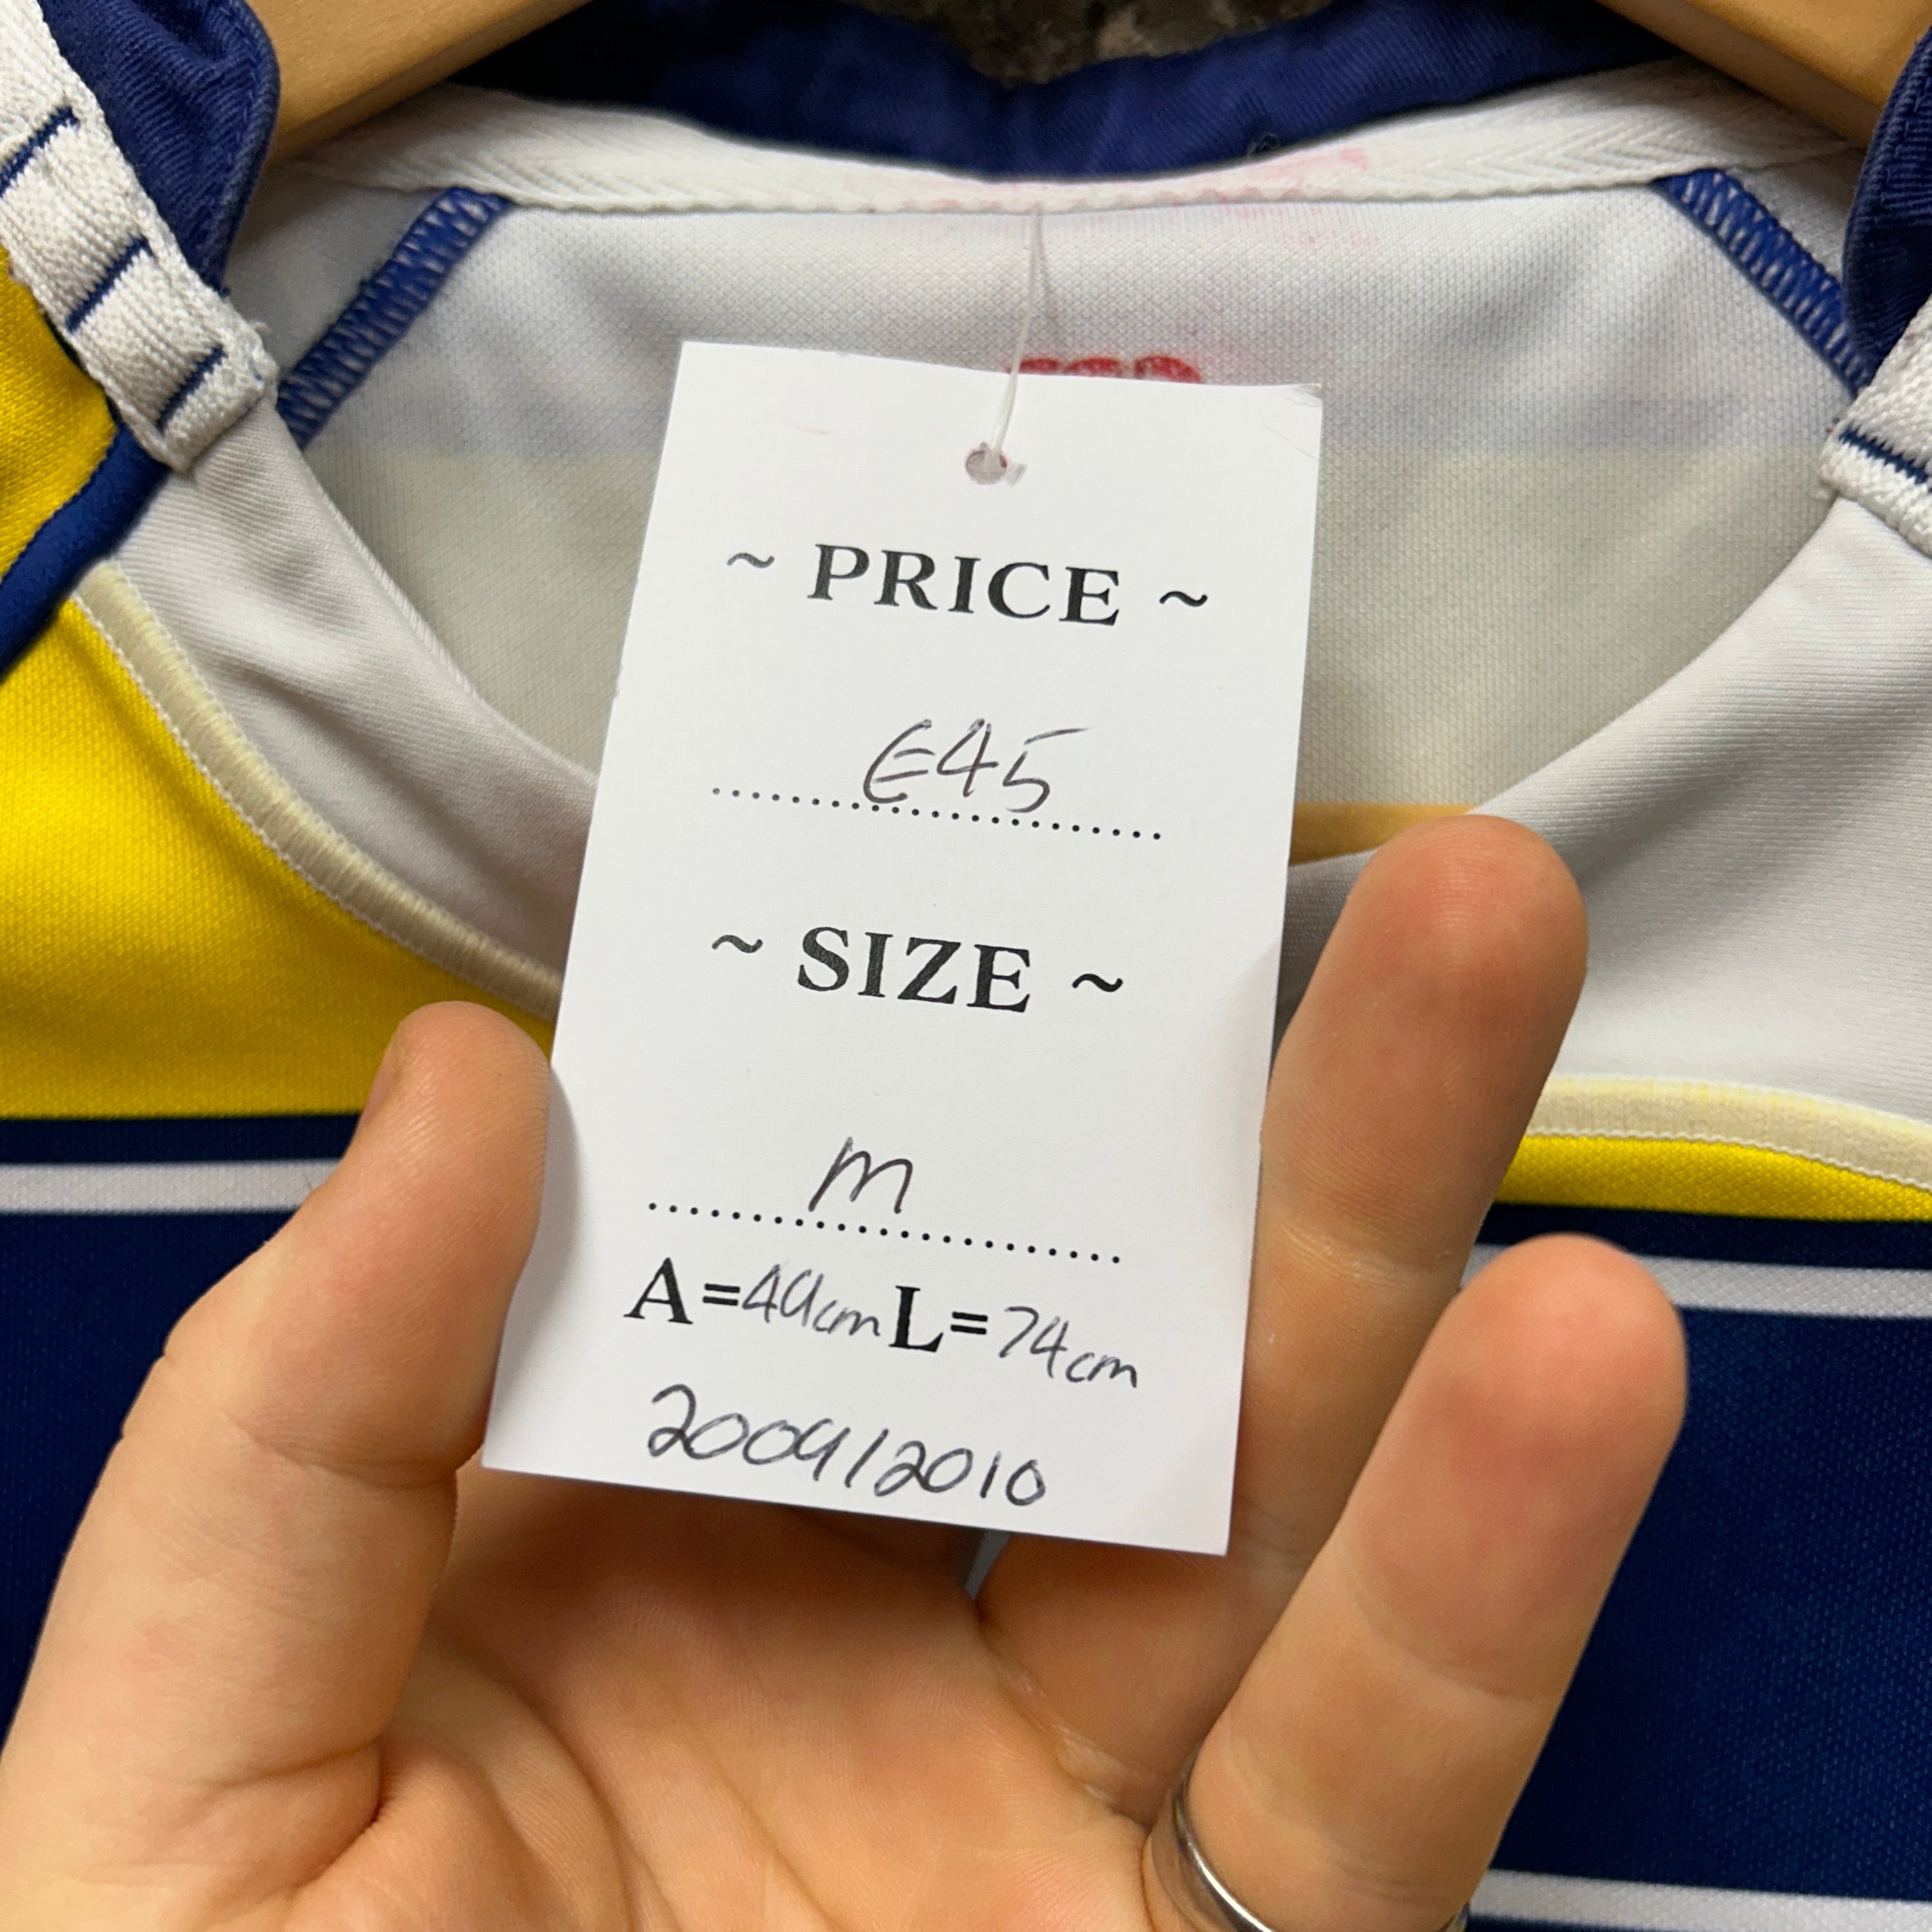 ~ PRICE ~
€45
~ SIZE ~
M
A=49cm L=74cm
2009/2010